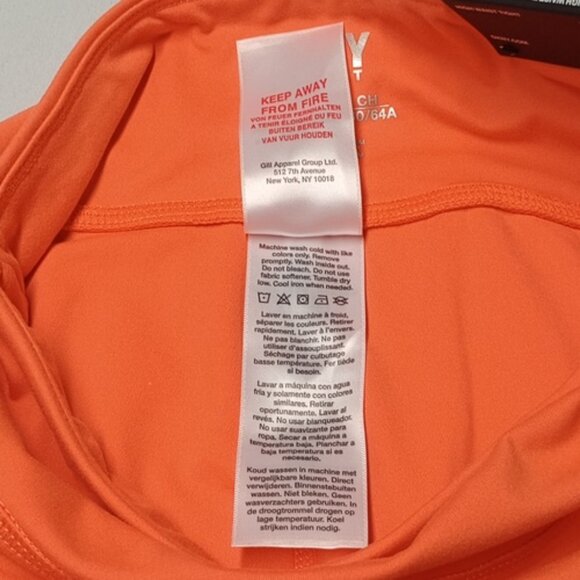 HIGH WAIST TIGHT
Y
T
CH
0/64A
KEEP AWAY
FROM FIRE
VON FEUER FERNHALTEN
A TENIR ÉLOIGNÉ DU FEU
BUITEN BEREIK
VAN VUUR HOUDEN
Gill Apparel Group Ltd.
512 7th Avenue
New York, NY 10018
Machine wash cold with like
colors only. Remove
promptly. Wash inside out.
Do not bleach. Do not use
fabric softener. Tumble dry
low. Cool iron when needed.
Laver en machine à froid,
séparer les couleurs. Retirer
rapidement. Laver à l'envers.
Ne pas blanchir. Ne pas
utiliser d'assouplissant.
Séchage par culbutage
basse température. Fer tiède
si besoin.
Lavar a máquina con agua
fría y solamente con colores
similares. Retirar
oportunamente. Lavar al
revés. No usar blanqueador.
No usar suavizante para
ropa. Secar a máquina a
baja temperatura. Planchar a
baja temperatura si es
necesario.
Koud wassen in machine met
vergelijkbare kleuren. Direct
verwijderen. Binnenstebuiten
wassen. Niet bleken. Geen
wasverzachters gebruiken.
In de droogtrommel drogen op
lage temperatuur. Koel
strijken indien nodig.